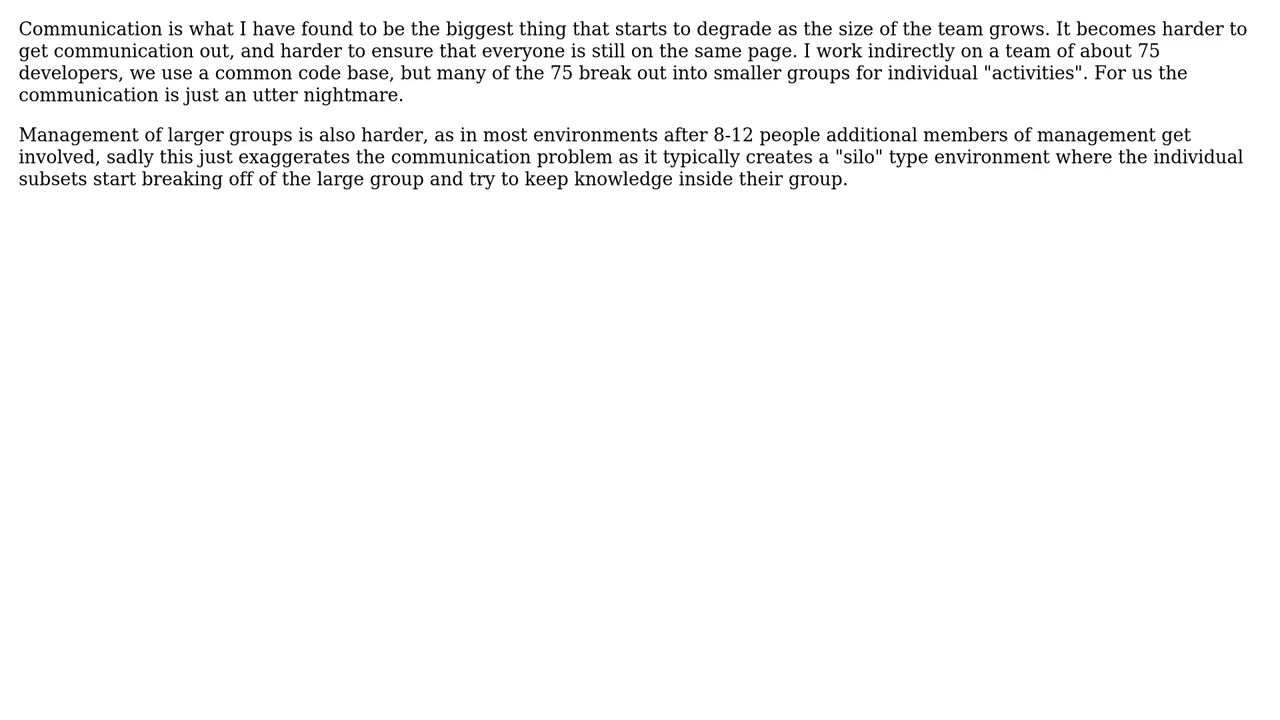 Communication is what I have found to be the biggest thing that starts to degrade as the size of the team grows. It becomes harder to
get communication out, and harder to ensure that everyone is still on the same page. I work indirectly on a team of about 75
developers, we use a common code base, but many of the 75 break out into smaller groups for individual "activities". For us the
communication is just an utter nightmare.
Management of larger groups is also harder, as in most environments after 8-12 people additional members of management get
involved, sadly this just exaggerates the communication problem as it typically creates a "silo" type environment where the individual
subsets start breaking off of the large group and try to keep knowledge inside their group.